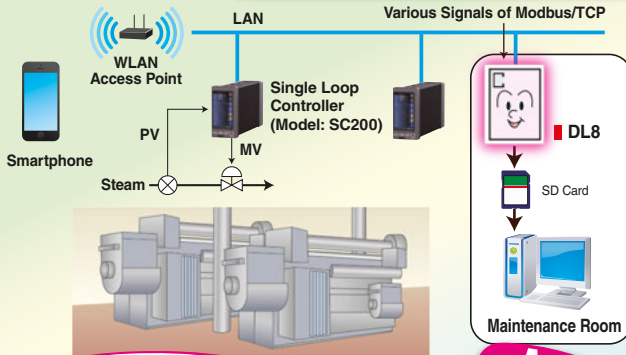 LAN
Various Signals of Modbus/TCP
WLAN
Access Point
Single Loop
Controller
(Model: SC200)
PV
MV
C
DL8
Smartphone
Steam
SD Card
Maintenance Room